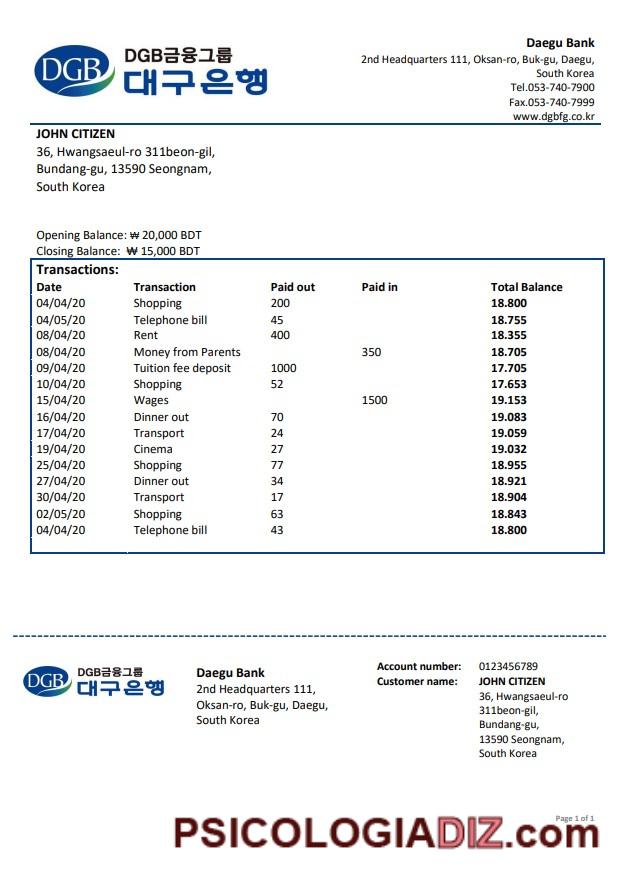 DGB
DGB금융그룹
대구은행
Daegu Bank
2nd Headquarters 111, Oksan-ro, Buk-gu, Daegu,
South Korea
Tel.053-740-7900
Fax.053-740-7999
www.dgbfg.co.kr
JOHN CITIZEN
36, Hwangsaeul-ro 311beon-gil,
Bundang-gu, 13590 Seongnam,
South Korea
Opening Balance: ₩ 20,000 BDT
Closing Balance: ₩ 15,000 BDT
Transactions:
Date Transaction Paid out Paid in Total Balance
04/04/20 Shopping 200 18.800
04/05/20 Telephone bill 45 18.755
08/04/20 Rent 400 18.355
08/04/20 Money from Parents 350 18.705
09/04/20 Tuition fee deposit 1000 17.705
10/04/20 Shopping 52 17.653
15/04/20 Wages 1500 19.153
16/04/20 Dinner out 70 19.083
17/04/20 Transport 24 19.059
19/04/20 Cinema 27 19.032
25/04/20 Shopping 77 18.955
27/04/20 Dinner out 34 18.921
30/04/20 Transport 17 18.904
02/05/20 Shopping 63 18.843
04/04/20 Telephone bill 43 18.800
DGB
DGB금융그룹
대구은행
Daegu Bank
2nd Headquarters 111,
Oksan-ro, Buk-gu, Daegu,
South Korea
Account number: 0123456789
Customer name: JOHN CITIZEN
36, Hwangsaeul-ro
311beon-gil,
Bundang-gu,
13590 Seongnam,
South Korea
Page 1 of 1
PSICOLOGIADIZ.com